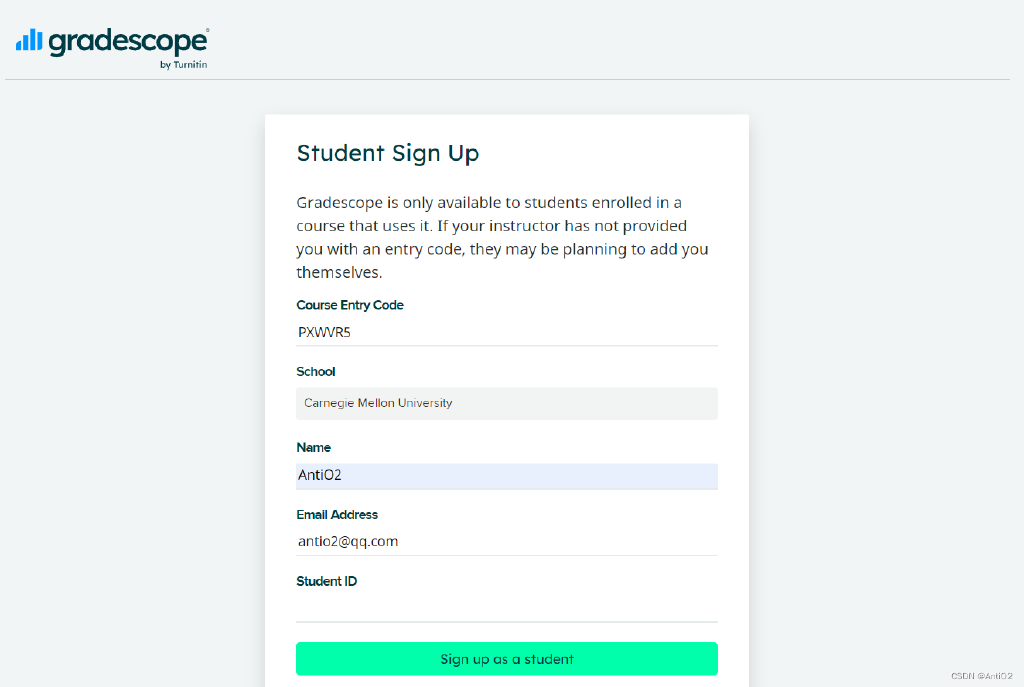 gradescope
by Turnitin
Student Sign Up
Gradescope is only available to students enrolled in a
course that uses it. If your instructor has not provided
you with an entry code, they may be planning to add you
themselves.
Course Entry Code
PXWVR5
School
Carnegie Mellon University
Name
AntiO2
Email Address
antio2@qq.com
Student ID
Sign up as a student
CSDN @AntiO2